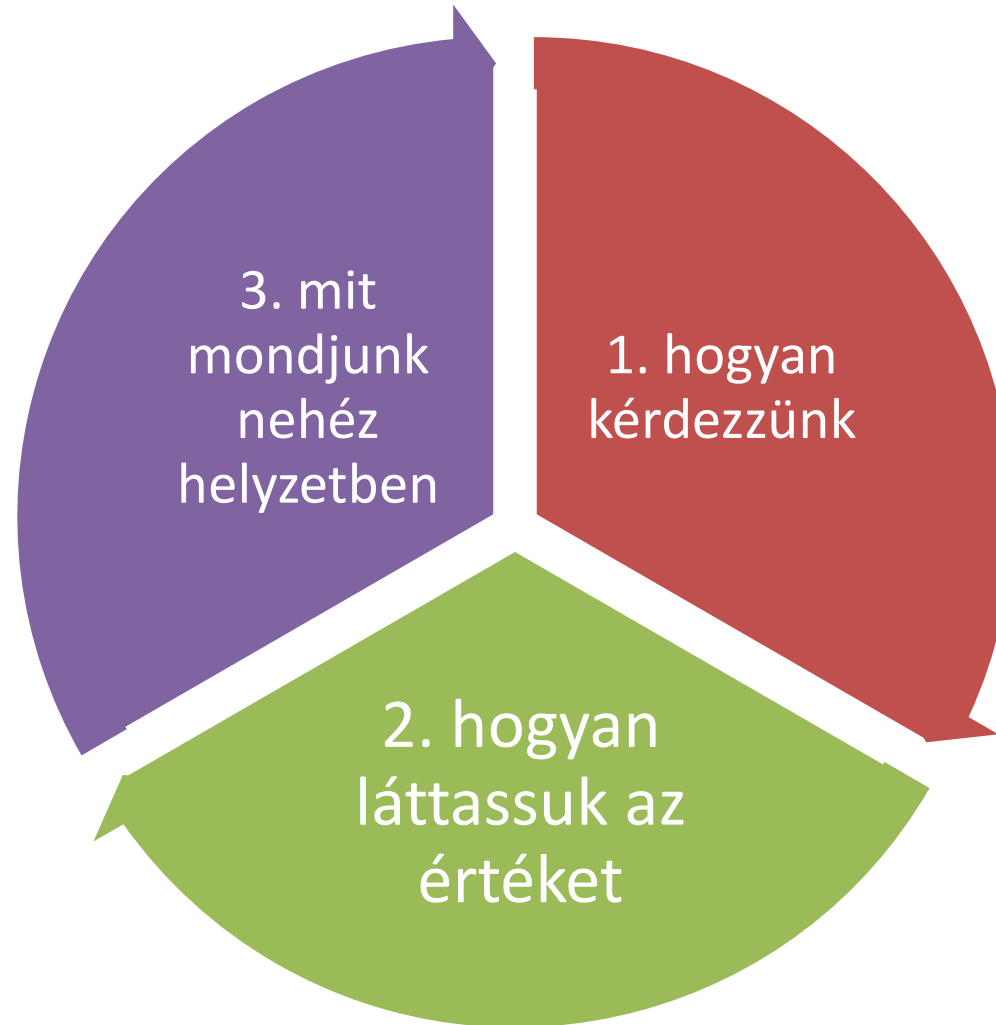 1. hogyan
kérdezzünk
2. hogyan
láttassuk az
értéket
3. mit
mondjunk
nehéz
helyzetben